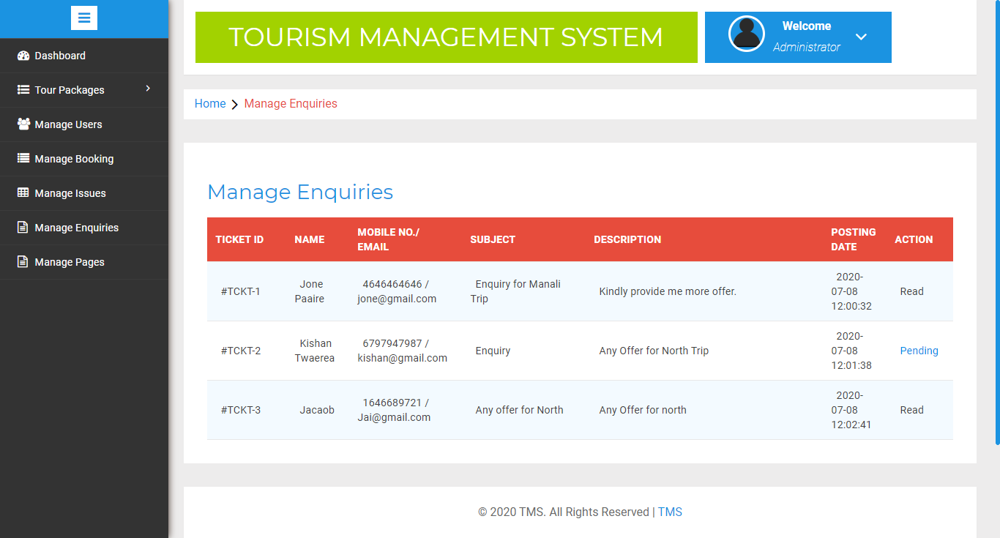 TOURISM MANAGEMENT SYSTEM
Welcome
Administrator
Dashboard
Tour Packages
Manage Users
Manage Booking
Manage Issues
Manage Enquiries
Manage Pages
Home > Manage Enquiries
Manage Enquiries
TICKET ID NAME MOBILE NO./ EMAIL SUBJECT DESCRIPTION POSTING DATE ACTION
#TCKT-1 Jone Paaire 4646464646 / jone@gmail.com Enquiry for Manali Trip Kindly provide me more offer. 2020-07-08 12:00:32 Read
#TCKT-2 Kishan Twaerea 6797947987 / kishan@gmail.com Enquiry Any Offer for North Trip 2020-07-08 12:01:38 Pending
#TCKT-3 Jacaob 1646689721 / Jai@gmail.com Any offer for North Any Offer for north 2020-07-08 12:02:41 Read
© 2020 TMS. All Rights Reserved | TMS